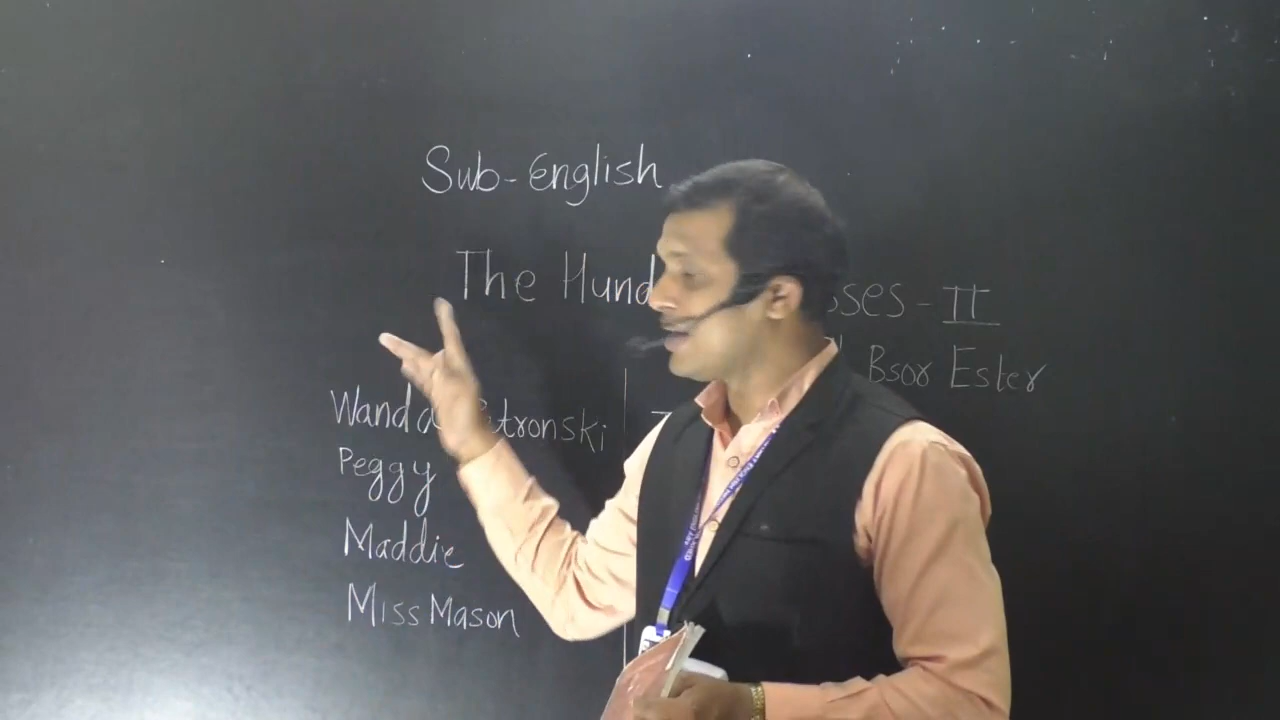 Sub-English
The Hund sses - II
Bsor Ester
Wanda tronski
Peggy
Maddie
Miss Mason